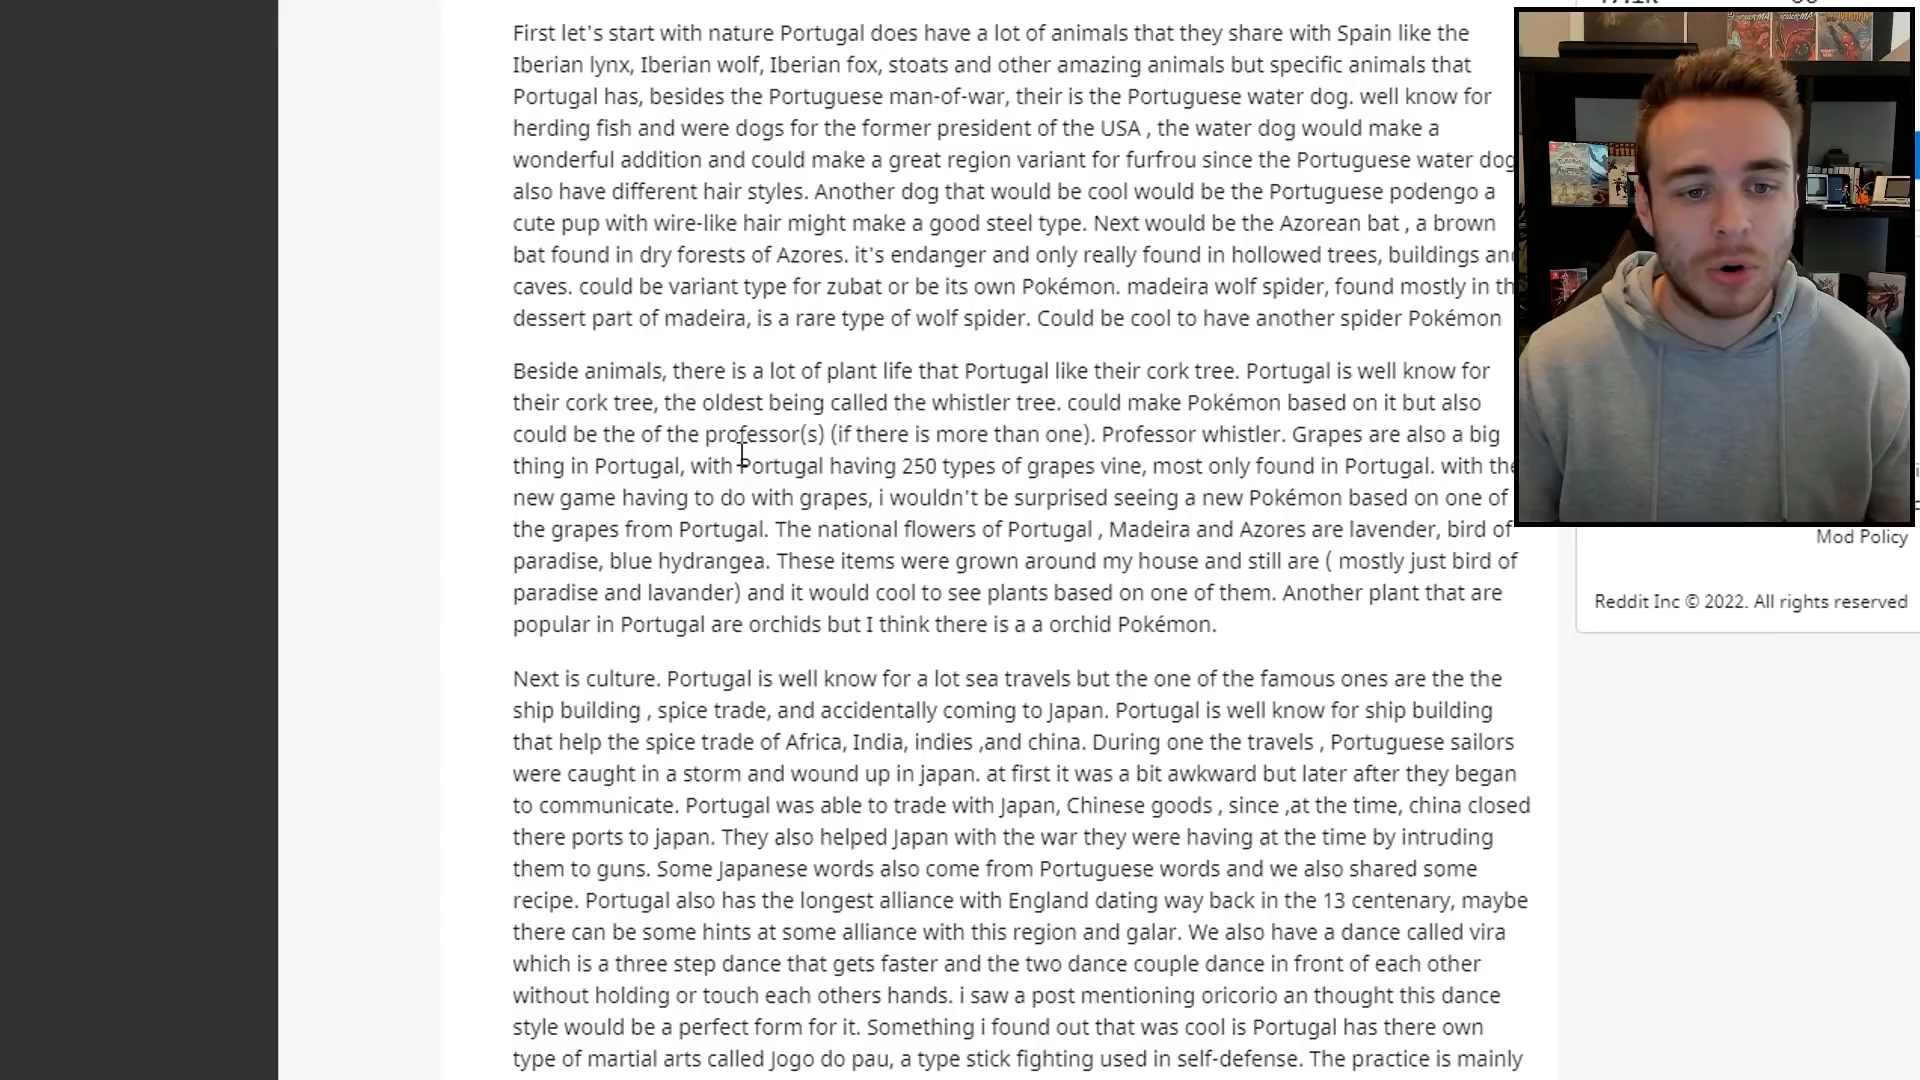 First let's start with nature Portugal does have a lot of animals that they share with Spain like the
Iberian lynx, Iberian wolf, Iberian fox, stoats and other amazing animals but specific animals that
Portugal has, besides the Portuguese man-of-war, their is the Portuguese water dog. well know for
herding fish and were dogs for the former president of the USA , the water dog would make a
wonderful addition and could make a great region variant for furfrou since the Portuguese water dog
also have different hair styles. Another dog that would be cool would be the Portuguese podengo a
cute pup with wire-like hair might make a good steel type. Next would be the Azorean bat , a brown
bat found in dry forests of Azores. it's endanger and only really found in hollowed trees, buildings and
caves. could be variant type for zubat or be its own Pokémon. madeira wolf spider, found mostly in th
dessert part of madeira, is a rare type of wolf spider. Could be cool to have another spider Pokémon
Beside animals, there is a lot of plant life that Portugal like their cork tree. Portugal is well know for
their cork tree, the oldest being called the whistler tree. could make Pokémon based on it but also
could be the of the professor(s) (if there is more than one). Professor whistler. Grapes are also a big
thing in Portugal, with Portugal having 250 types of grapes vine, most only found in Portugal. with the
new game having to do with grapes, i wouldn't be surprised seeing a new Pokémon based on one of
the grapes from Portugal. The national flowers of Portugal , Madeira and Azores are lavender, bird of
paradise, blue hydrangea. These items were grown around my house and still are ( mostly just bird of
paradise and lavander) and it would cool to see plants based on one of them. Another plant that are
popular in Portugal are orchids but I think there is a a orchid Pokémon.
Next is culture. Portugal is well know for a lot sea travels but the one of the famous ones are the the
ship building , spice trade, and accidentally coming to Japan. Portugal is well know for ship building
that help the spice trade of Africa, India, indies ,and china. During one the travels , Portuguese sailors
were caught in a storm and wound up in japan. at first it was a bit awkward but later after they began
to communicate. Portugal was able to trade with Japan, Chinese goods , since ,at the time, china closed
there ports to japan. They also helped Japan with the war they were having at the time by intruding
them to guns. Some Japanese words also come from Portuguese words and we also shared some
recipe. Portugal also has the longest alliance with England dating way back in the 13 centenary, maybe
there can be some hints at some alliance with this region and galar. We also have a dance called vira
which is a three step dance that gets faster and the two dance couple dance in front of each other
without holding or touch each others hands. i saw a post mentioning oricorio an thought this dance
style would be a perfect form for it. Something i found out that was cool is Portugal has there own
type of martial arts called Jogo do pau, a type stick fighting used in self-defense. The practice is mainly
Mod Policy
Reddit Inc © 2022. All rights reserved